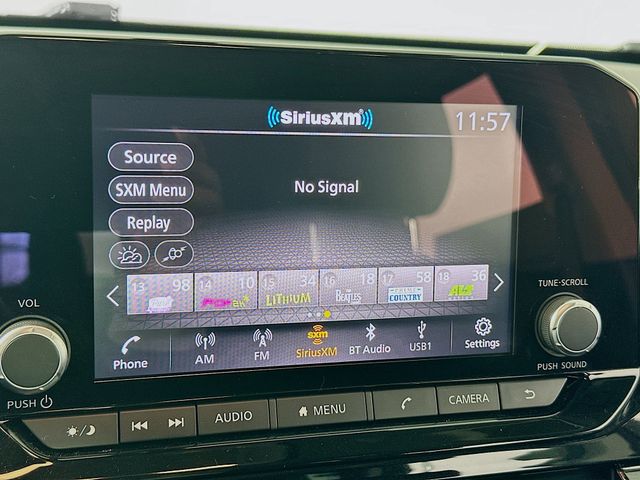 SiriusXM
11:57
Source
SXM Menu
Replay
No Signal
13 98
14 10
15 34 LITHIUM
16 18 BEATLES
17 58 PRIME COUNTRY
18 36
Phone
AM
FM
sxm SiriusXM
BT Audio
USB1
Settings
VOL
PUSH
TUNE·SCROLL
PUSH SOUND
AUDIO
MENU
CAMERA